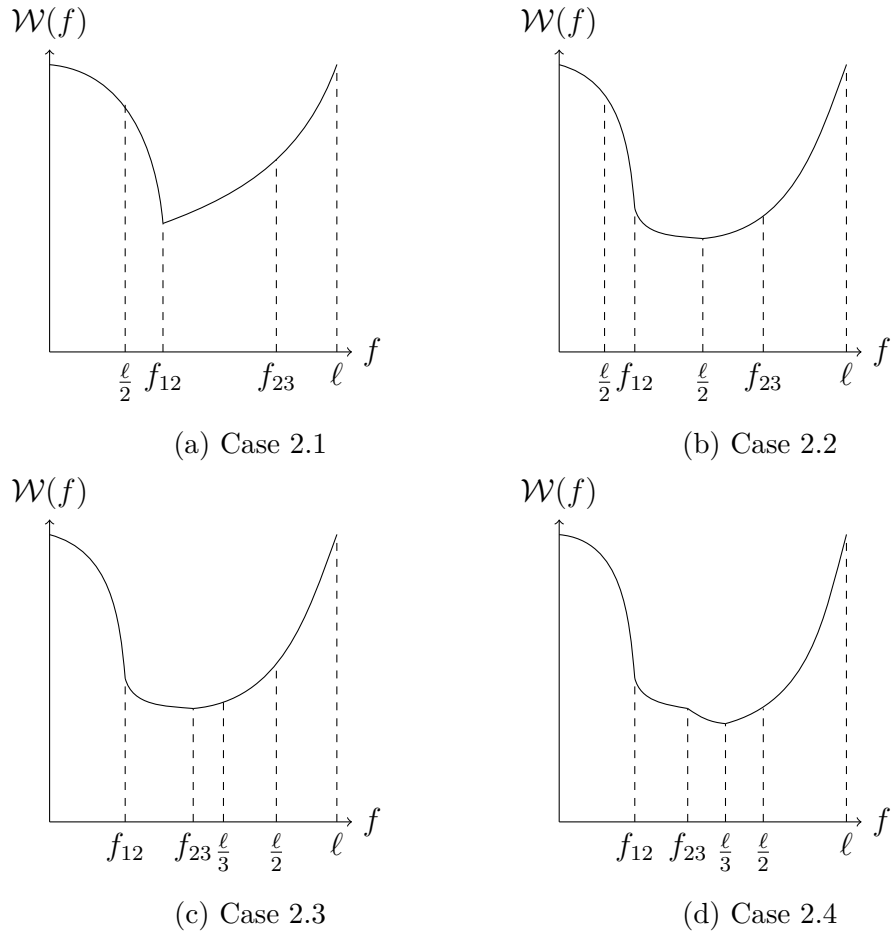 𝒲(f)
𝒲(f)
f
f
ℓ/2 f₁₂ f₂₃ ℓ
ℓ/2 f₁₂ ℓ/2 f₂₃ ℓ
(a) Case 2.1
(b) Case 2.2
𝒲(f)
𝒲(f)
f
f
f₁₂ f₂₃ ℓ/3 ℓ/2 ℓ
f₁₂ f₂₃ ℓ/3 ℓ/2 ℓ
(c) Case 2.3
(d) Case 2.4